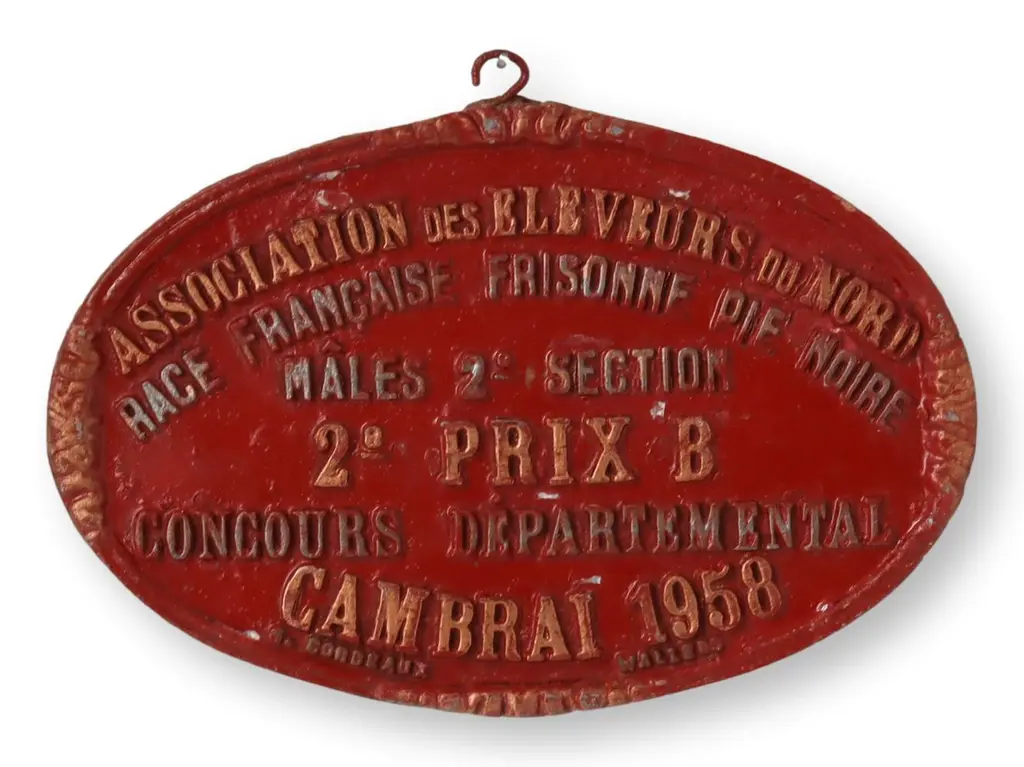 ASSOCIATION DES ELEVEURS DU NORD
RACE FRANÇAISE FRISONNE PIE NOIRE
MÂLES 2e SECTION
2e PRIX B
CONCOURS DÉPARTEMENTAL
CAMBRAI 1958
BORDEAUX